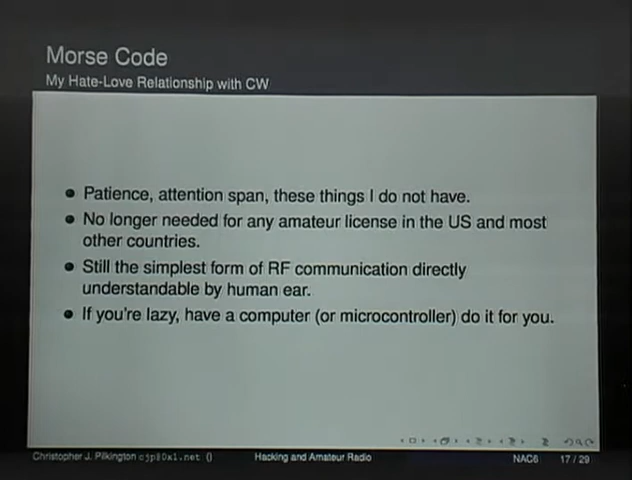 Morse Code
My Hate-Love Relationship with CW
Patience, attention span, these things I do not have.
No longer needed for any amateur license in the US and most
other countries.
Still the simplest form of RF communication directly
understandable by human ear.
If you're lazy, have a computer (or microcontroller) do it for you.
Christopher J. Pilkington cjp@0x1.net () Hacking and Amateur Radio NAC6 17 / 29